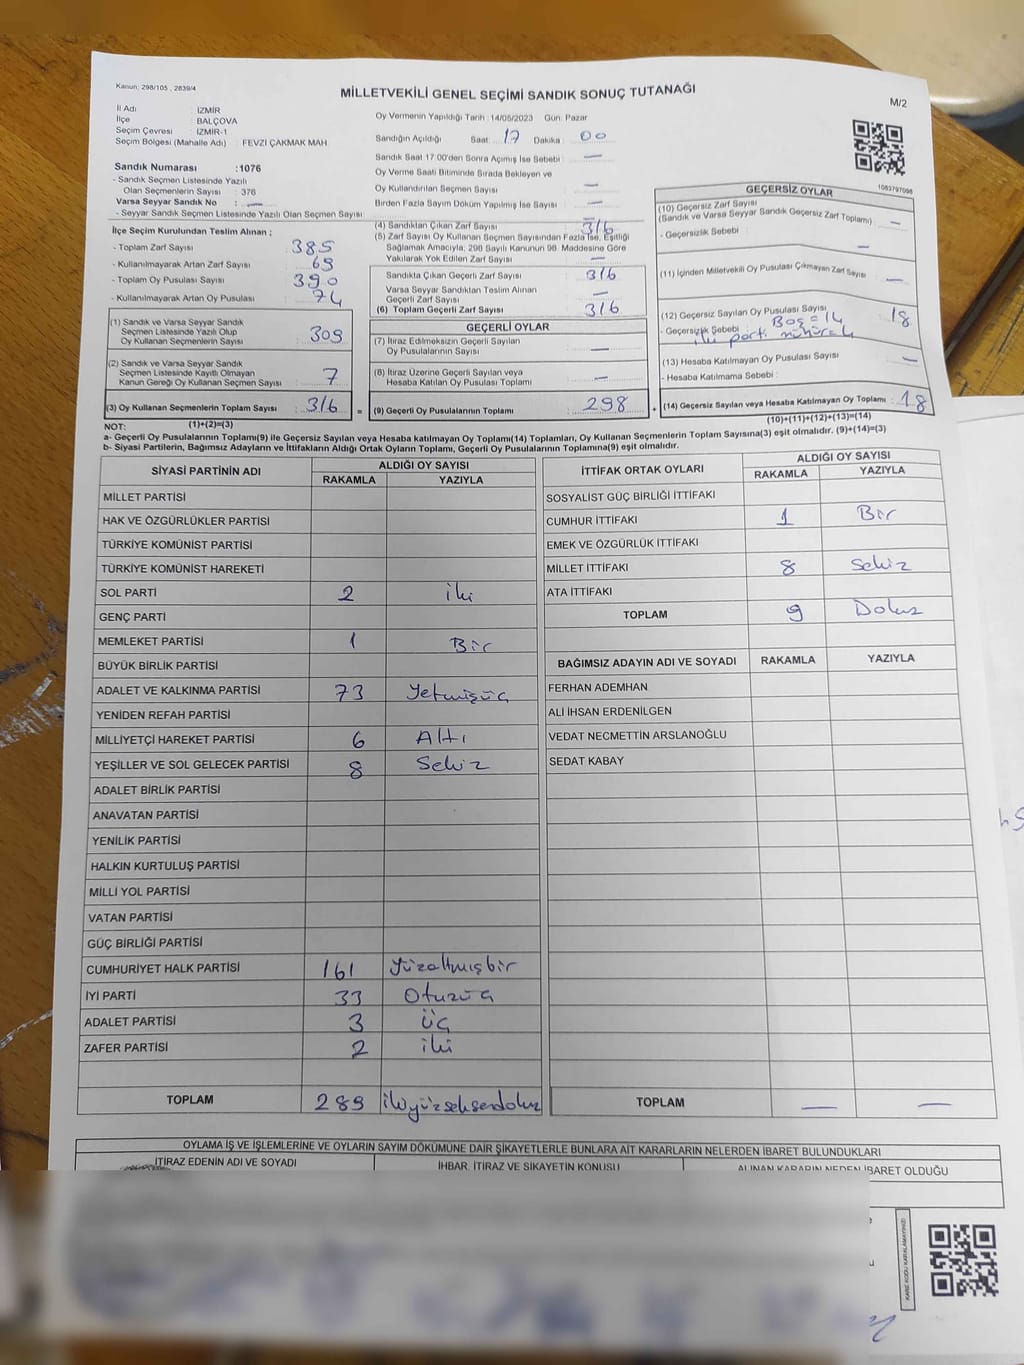 Kanun: 298/105 , 2839/4
MİLLETVEKİLİ GENEL SEÇİMİ SANDIK SONUÇ TUTANAĞI
M/2
İl Adı : İZMİR
İlçe : BALÇOVA
Seçim Çevresi : İZMİR-1
Seçim Bölgesi (Mahalle Adı) : FEVZİ ÇAKMAK MAH.
Sandık Numarası : 1076
- Sandık Seçmen Listesinde Yazılı
Olan Seçmenlerin Sayısı : 376
Varsa Seyyar Sandık No : —
- Seyyar Sandık Seçmen Listesinde Yazılı Olan Seçmen Sayısı
Oy Vermenin Yapıldığı Tarih : 14/05/2023 Gün: Pazar
Sandığın Açıldığı Saat : 17 Dakika : 00
Sandık Saat 17.00'den Sonra Açılmış İse Sebebi : —
Oy Verme Saati Bitiminde Sırada Bekleyen ve
Oy Kullandırılan Seçmen Sayısı —
Birden Fazla Sayım Döküm Yapılmış İse Sayısı : —
1083797098
İlçe Seçim Kurulundan Teslim Alınan ;
- Toplam Zarf Sayısı : 385
- Kullanılmayarak Artan Zarf Sayısı : 69
- Toplam Oy Pusulası Sayısı : 390
- Kullanılmayarak Artan Oy Pusulası : 74
(1) Sandık ve Varsa Seyyar Sandık
Seçmen Listesinde Yazılı Olup
Oy Kullanan Seçmenlerin Sayısı : 309
(2) Sandık ve Varsa Seyyar Sandık
Seçmen Listesinde Kayıtlı Olmayan
Kanun Gereği Oy Kullanan Seçmen Sayısı : 7
(3) Oy Kullanan Seçmenlerin Toplam Sayısı : 316 =
(1)+(2)=(3)
(4) Sandıktan Çıkan Zarf Sayısı : 316
(5) Zarf Sayısı Oy Kullanan Seçmen Sayısından Fazla İse, Eşitliği
Sağlamak Amacıyla; 298 Sayılı Kanunun 98. Maddesine Göre
Yakılarak Yok Edilen Zarf Sayısı : —
Sandıkta Çıkan Geçerli Zarf Sayısı : 316
Varsa Seyyar Sandıktan Teslim Alınan
Geçerli Zarf Sayısı : —
(6) Toplam Geçerli Zarf Sayısı : 316
GEÇERLİ OYLAR
(7) İtiraz Edilmeksizin Geçerli Sayılan
Oy Pusulalarının Sayısı : —
(8) İtiraz Üzerine Geçerli Sayılan veya
Hesaba Katılan Oy Pusulası Toplamı : —
(9) Geçerli Oy Pusulalarının Toplamı : 298 +
GEÇERSİZ OYLAR
(10) Geçersiz Zarf Sayısı
(Sandık ve Varsa Seyyar Sandık Geçersiz Zarf Toplamı) : —
- Geçersizlik Sebebi : —
(11) İçinden Milletvekili Oy Pusulası Çıkmayan Zarf Sayısı : —
(12) Geçersiz Sayılan Oy Pusulası Sayısı : 18
- Geçersizlik Sebebi : Boş = 14
iki parti mühürlü
(13) Hesaba Katılmayan Oy Pusulası Sayısı : —
- Hesaba Katılmama Sebebi :
(14) Geçersiz Sayılan veya Hesaba Katılmayan Oy Toplamı : 18
(10)+(11)+(12)+(13)=(14)
NOT:
a- Geçerli Oy Pusulalarının Toplamı(9) ile Geçersiz Sayılan veya Hesaba katılmayan Oy Toplamı(14) Toplamları, Oy Kullanan Seçmenlerin Toplam Sayısına(3) eşit olmalıdır. (9)+(14)=(3)
b- Siyasi Partilerin, Bağımsız Adayların ve İttifakların Aldığı Ortak Oyların Toplamı, Geçerli Oy Pusulalarının Toplamına(9) eşit olmalıdır.
SİYASİ PARTİNİN ADI ALDIĞI OY SAYISI
RAKAMLA YAZIYLA
MİLLET PARTİSİ
HAK VE ÖZGÜRLÜKLER PARTİSİ
TÜRKİYE KOMÜNİST PARTİSİ
TÜRKİYE KOMÜNİST HAREKETİ
SOL PARTİ 2 iki
GENÇ PARTİ
MEMLEKET PARTİSİ 1 Bir
BÜYÜK BİRLİK PARTİSİ
ADALET VE KALKINMA PARTİSİ 73 Yetmişüç
YENİDEN REFAH PARTİSİ
MİLLİYETÇİ HAREKET PARTİSİ 6 Altı
YEŞİLLER VE SOL GELECEK PARTİSİ 8 Sekiz
ADALET BİRLİK PARTİSİ
ANAVATAN PARTİSİ
YENİLİK PARTİSİ
HALKIN KURTULUŞ PARTİSİ
MİLLİ YOL PARTİSİ
VATAN PARTİSİ
GÜÇ BİRLİĞİ PARTİSİ
CUMHURİYET HALK PARTİSİ 161 Yüzaltmışbir
İYİ PARTİ 33 Otuzüç
ADALET PARTİSİ 3 Üç
ZAFER PARTİSİ 2 iki
TOPLAM 289 ikiyüzseksendokuz
İTTİFAK ORTAK OYLARI ALDIĞI OY SAYISI
RAKAMLA YAZIYLA
SOSYALİST GÜÇ BİRLİĞİ İTTİFAKI
CUMHUR İTTİFAKI 1 Bir
EMEK VE ÖZGÜRLÜK İTTİFAKI
MİLLET İTTİFAKI 8 Sekiz
ATA İTTİFAKI
TOPLAM 9 Dokuz
BAĞIMSIZ ADAYIN ADI VE SOYADI RAKAMLA YAZIYLA
FERHAN ADEMHAN
ALİ İHSAN ERDENİLGEN
VEDAT NECMETTİN ARSLANOĞLU
SEDAT KABAY
TOPLAM — —
OYLAMA İŞ VE İŞLEMLERİNE VE OYLARIN SAYIM DÖKÜMÜNE DAİR ŞİKAYETLERLE BUNLARA AİT KARARLARIN NELERDEN İBARET BULUNDUKLARI
İTİRAZ EDENİN ADI VE SOYADI İHBAR, İTİRAZ VE ŞİKAYETİN KONUSU ALINAN KARARIN NEDEN İBARET OLDUĞU
KARE KODU KARALAMAYINIZ!